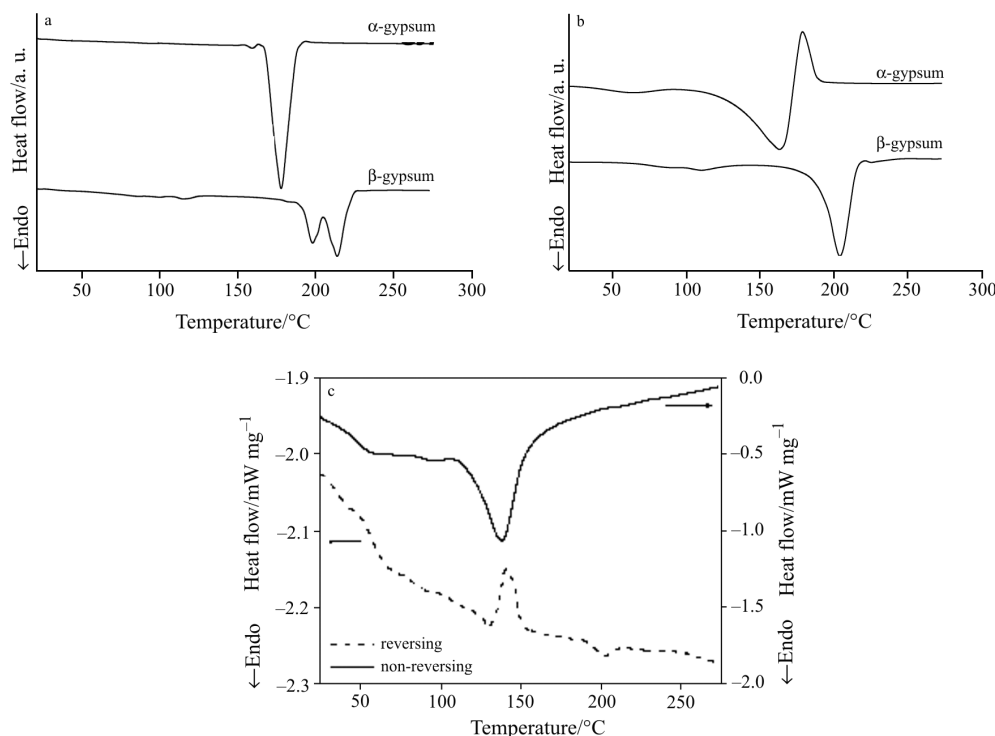 a
α-gypsum
β-gypsum
Heat flow/a. u.
←Endo
50 100 150 200 250 300
Temperature/°C
b
α-gypsum
β-gypsum
Heat flow/a. u.
←Endo
50 100 150 200 250 300
Temperature/°C
c
−1.9
−2.0
−2.1
−2.2
−2.3
Heat flow/mW mg⁻¹
←Endo
0.0
−0.5
−1.0
−1.5
−2.0
Heat flow/mW mg⁻¹
←Endo
reversing
non-reversing
50 100 150 200 250
Temperature/°C